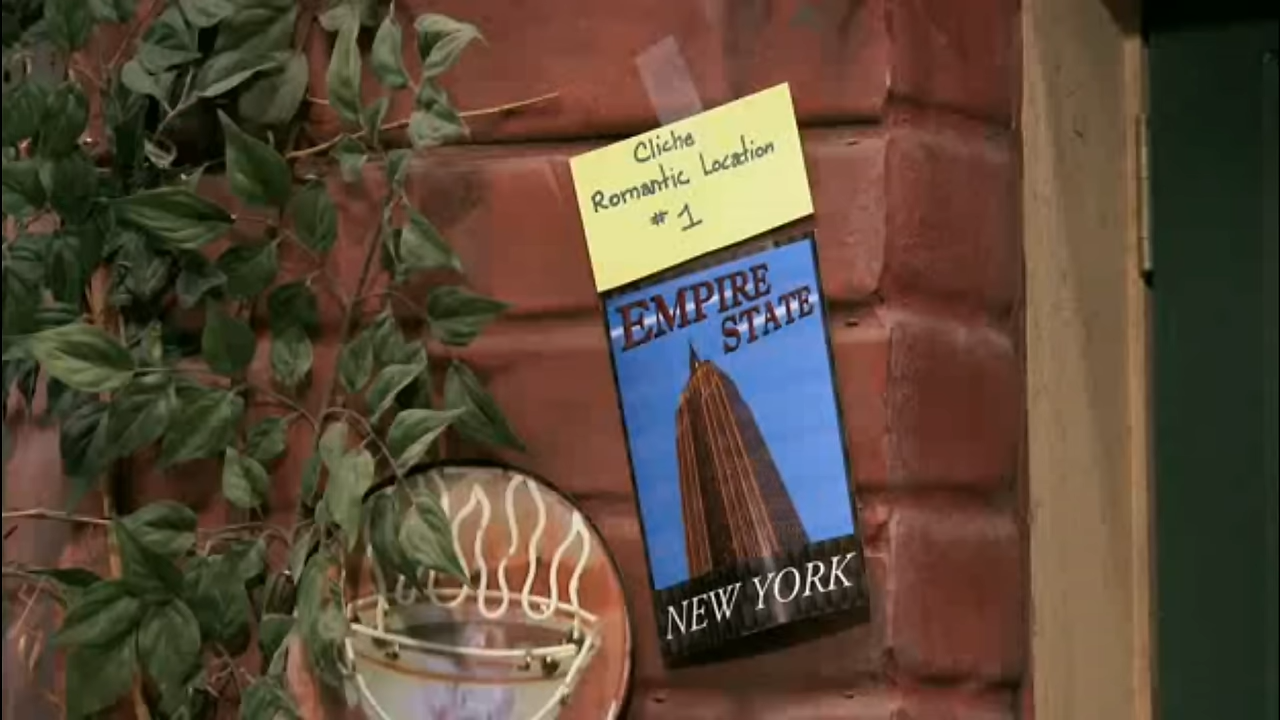 Cliche
Romantic Location
# 1
EMPIRE
STATE
NEW YORK